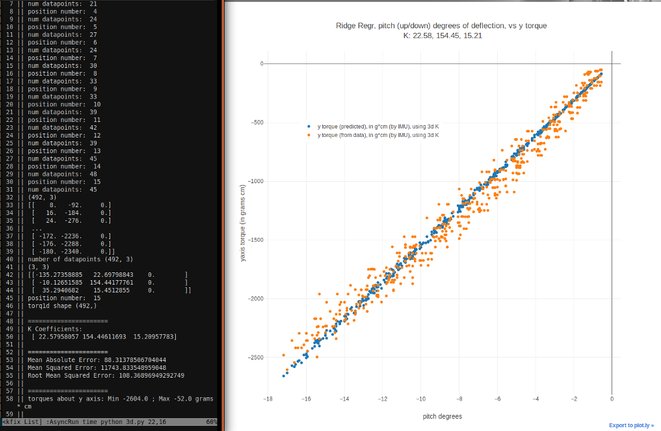 7 || num datapoints:  21
8 || position number:  4
9 || num datapoints:  24
10 || position number:  5
11 || num datapoints:  27
12 || position number:  6
13 || num datapoints:  24
14 || position number:  7
15 || num datapoints:  30
16 || position number:  8
17 || num datapoints:  33
18 || position number:  9
19 || num datapoints:  33
20 || position number:  10
21 || num datapoints:  39
22 || position number:  11
23 || num datapoints:  42
24 || position number:  12
25 || num datapoints:  39
26 || position number:  13
27 || num datapoints:  45
28 || position number:  14
29 || num datapoints:  48
30 || position number:  15
31 || num datapoints:  45
32 || (492, 3)
33 || [[    8.   -92.     0.]
34 ||  [   16.  -184.     0.]
35 ||  [   24.  -276.     0.]
36 ||  ...
37 ||  [ -172. -2236.     0.]
38 ||  [ -176. -2288.     0.]
39 ||  [ -180. -2340.     0.]]
40 || number of datapoints (492, 3)
41 || (3, 3)
42 || [[-135.27358885   22.69798843    0.        ]
43 ||  [ -10.12651585  154.44177761    0.        ]
44 ||  [  35.2940682    15.4512855     0.        ]]
45 || position number:  15
46 || torqid shape (492,)
47 ||
48 || ======================
49 || K Coefficients:
50 ||  [ 22.57958057 154.44611693  15.20957783]
51 ||
52 || ======================
53 || Mean Absolute Error: 80.31378506704044
54 || Mean Squared Error: 11743.833548959048
55 || Root Mean Squared Error: 108.36896949292749
56 ||
57 || ======================
58 || torques about y axis: Min -2604.0 ; Max -52.0 grams
* cm
59 ||
<kfix List] :AsyncRun time python 3d.py 22,16 60%
Ridge Regr, pitch (up/down) degrees of deflection, vs y torque
K: 22.58, 154.45, 15.21
y torque (predicted), in g*cm (by IMU), using 3d K
y torque (from data), in g*cm (by IMU), using 3d K
0
−500
−1000
−1500
−2000
−2500
yaxis torque (in grams cm)
−18 −16 −14 −12 −10 −8 −6 −4 −2 0
pitch degrees
Export to plot.ly »